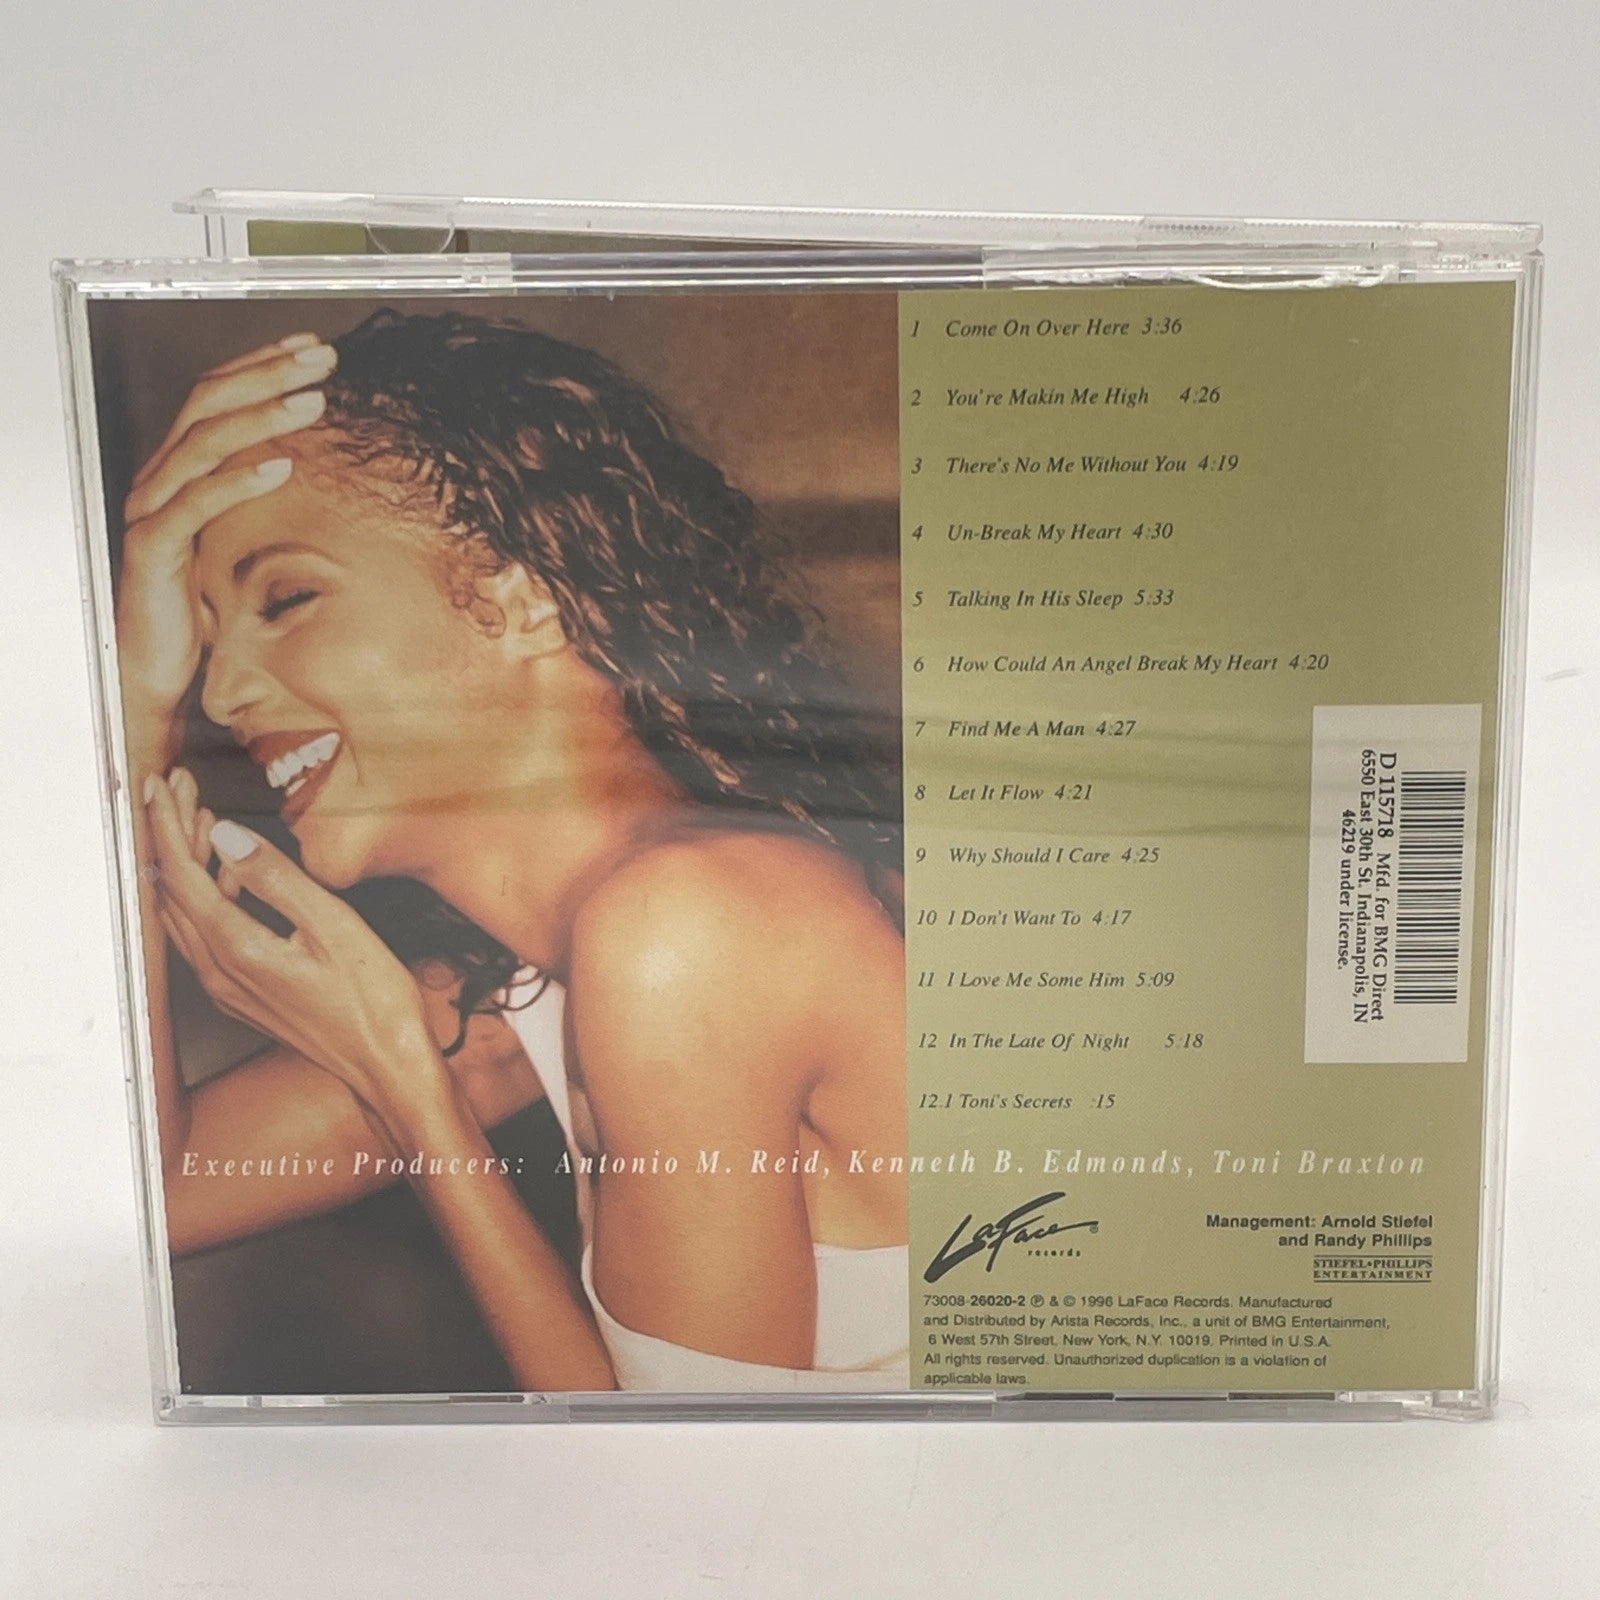 1 Come On Over Here 3:36
2 You're Makin Me High 4:26
3 There's No Me Without You 4:19
4 Un-Break My Heart 4:30
5 Talking In His Sleep 5:33
6 How Could An Angel Break My Heart 4:20
7 Find Me A Man 4:27
8 Let It Flow 4:21
9 Why Should I Care 4:25
10 I Don't Want To 4:17
11 I Love Me Some Him 5:09
12 In The Late Of Night 5:18
12.1 Toni's Secrets :15
D 115718 Mfd. for BMG Direct
6550 East 30th St. Indianapolis, IN
46219 under license.
Executive Producers: Antonio M. Reid, Kenneth B. Edmonds, Toni Braxton
LaFace ®
records
Management: Arnold Stiefel
and Randy Phillips
STIEFEL•PHILLIPS
ENTERTAINMENT
73008-26020-2 ℗ & © 1996 LaFace Records. Manufactured
and Distributed by Arista Records, Inc., a unit of BMG Entertainment,
6 West 57th Street, New York, N.Y. 10019. Printed in U.S.A.
All rights reserved. Unauthorized duplication is a violation of
applicable laws.